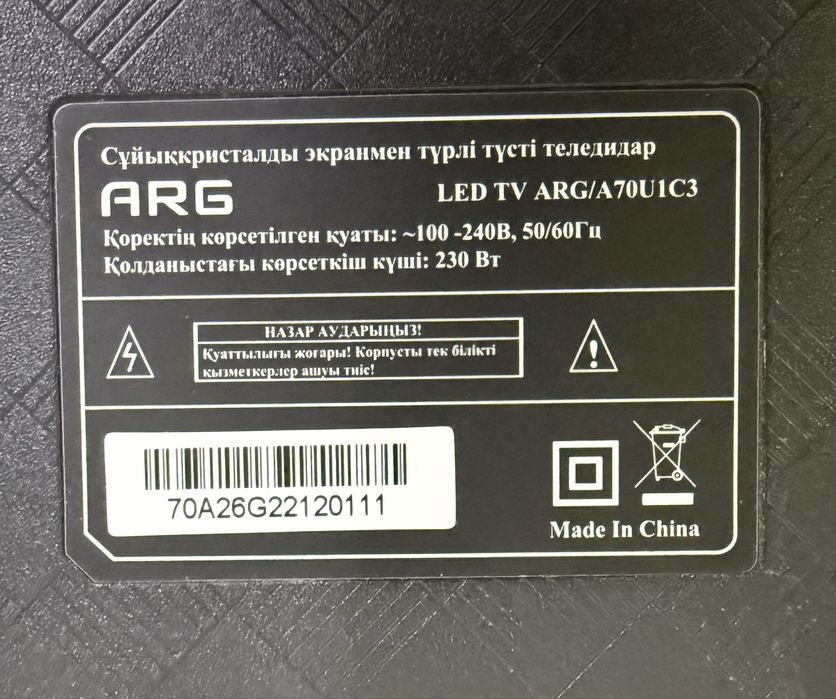 Сұйыққристалды экранмен түрлі түсті теледидар
ARG
LED TV ARG/A70U1C3
Қоректің көрсетілген қуаты: ~100 -240В, 50/60Гц
Қолданыстағы көрсеткіш күші: 230 Вт
НАЗАР АУДАРЫҢЫЗ!
Қуаттылығы жоғары! Корпусты тек білікті
қызметкерлер ашуы тиіс!
70A26G22120111
Made In China